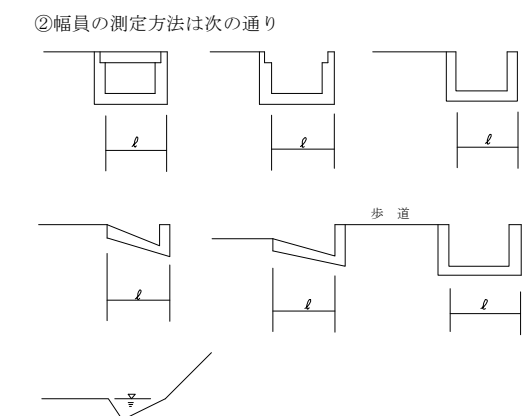 ②幅員の測定方法は次の通り
ℓ ℓ ℓ
歩 道
ℓ ℓ ℓ